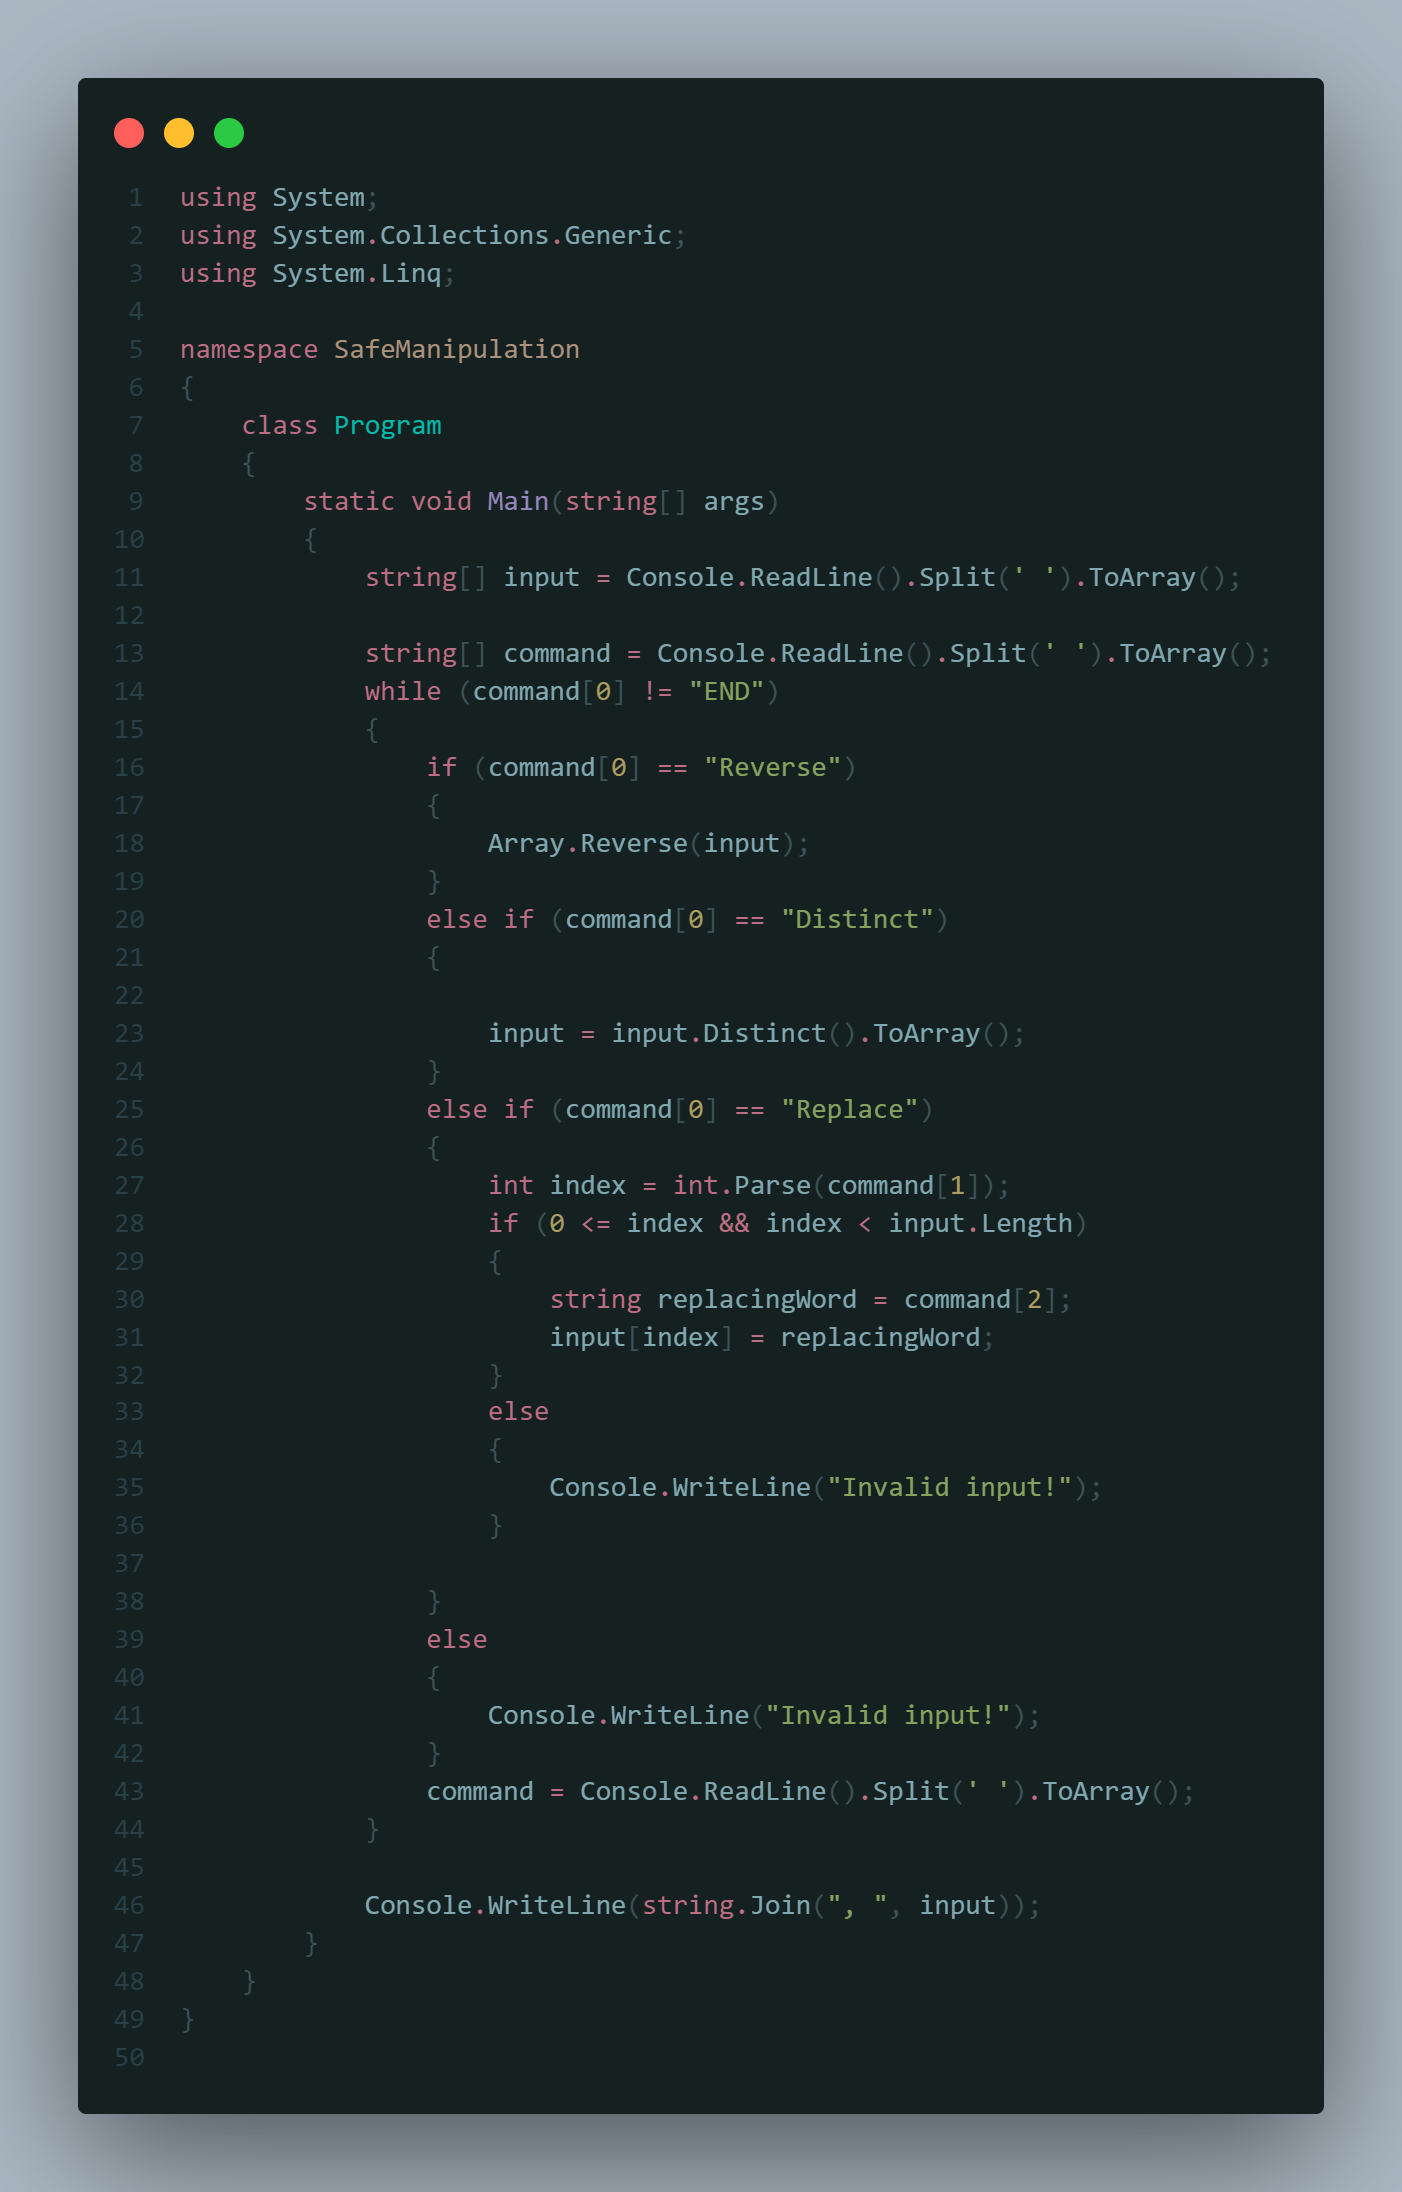 1 using System;
2 using System.Collections.Generic;
3 using System.Linq;
4
5 namespace SafeManipulation
6 {
7     class Program
8     {
9         static void Main(string[] args)
10         {
11             string[] input = Console.ReadLine().Split(' ').ToArray();
12
13             string[] command = Console.ReadLine().Split(' ').ToArray();
14             while (command[0] != "END")
15             {
16                 if (command[0] == "Reverse")
17                 {
18                     Array.Reverse(input);
19                 }
20                 else if (command[0] == "Distinct")
21                 {
22
23                     input = input.Distinct().ToArray();
24                 }
25                 else if (command[0] == "Replace")
26                 {
27                     int index = int.Parse(command[1]);
28                     if (0 <= index && index < input.Length)
29                     {
30                         string replacingWord = command[2];
31                         input[index] = replacingWord;
32                     }
33                     else
34                     {
35                         Console.WriteLine("Invalid input!");
36                     }
37
38                 }
39                 else
40                 {
41                     Console.WriteLine("Invalid input!");
42                 }
43                 command = Console.ReadLine().Split(' ').ToArray();
44             }
45
46             Console.WriteLine(string.Join(", ", input));
47         }
48     }
49 }
50